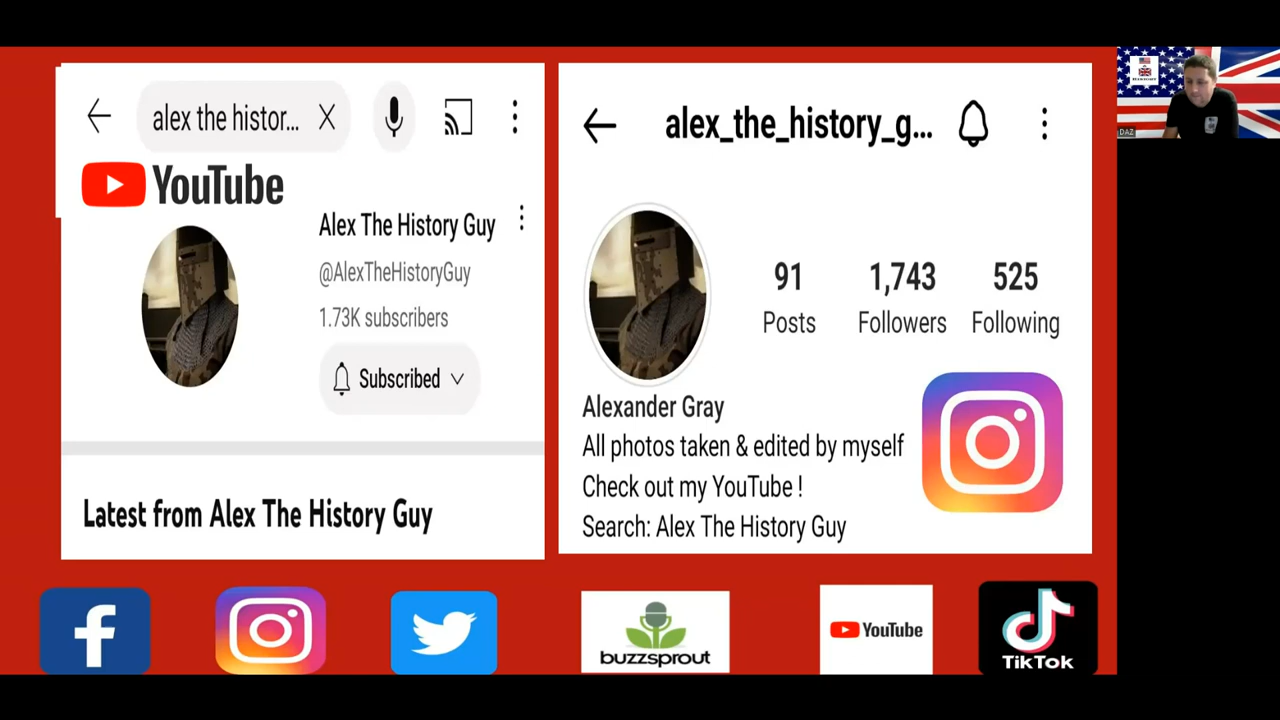 alex the histor...
YouTube
Alex The History Guy
@AlexTheHistoryGuy
1.73K subscribers
Subscribed
Latest from Alex The History Guy
alex_the_history_g...
91
1,743
525
Posts
Followers
Following
Alexander Gray
All photos taken & edited by myself
Check out my YouTube !
Search: Alex The History Guy
buzzsprout
YouTube
TikTok
DAZ